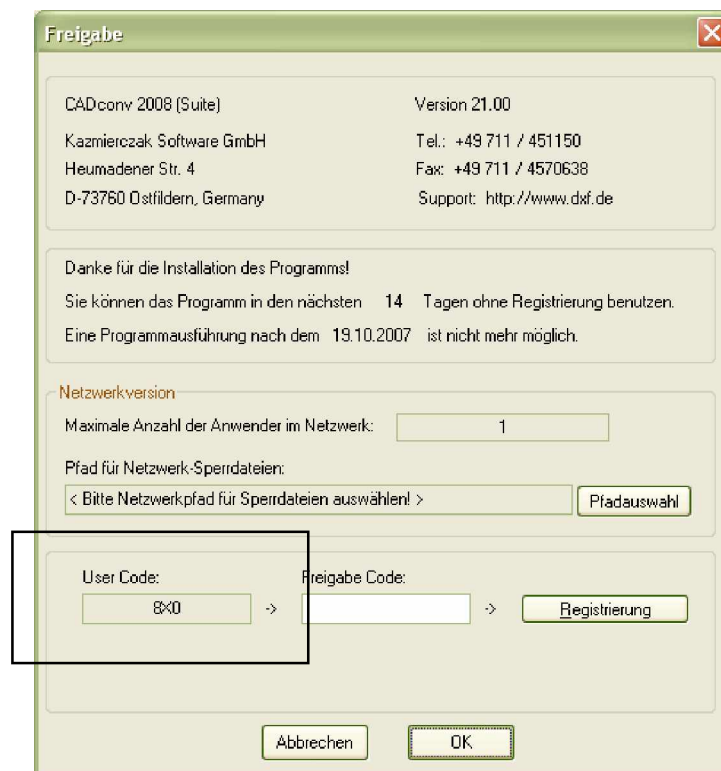 Freigabe
CADconv 2008 (Suite) Version 21.00
Kazmierczak Software GmbH Tel.: +49 711 / 451150
Heumadener Str. 4 Fax: +49 711 / 4570638
D-73760 Ostfildern, Germany Support: http://www.dxf.de
Danke für die Installation des Programms!
Sie können das Programm in den nächsten 14 Tagen ohne Registrierung benutzen.
Eine Programmausführung nach dem 19.10.2007 ist nicht mehr möglich.
Netzwerkversion
Maximale Anzahl der Anwender im Netzwerk: 1
Pfad für Netzwerk-Sperrdateien:
< Bitte Netzwerkpfad für Sperrdateien auswählen! > Pfadauswahl
User Code: Freigabe Code:
8X0 -> -> Registrierung
Abbrechen OK